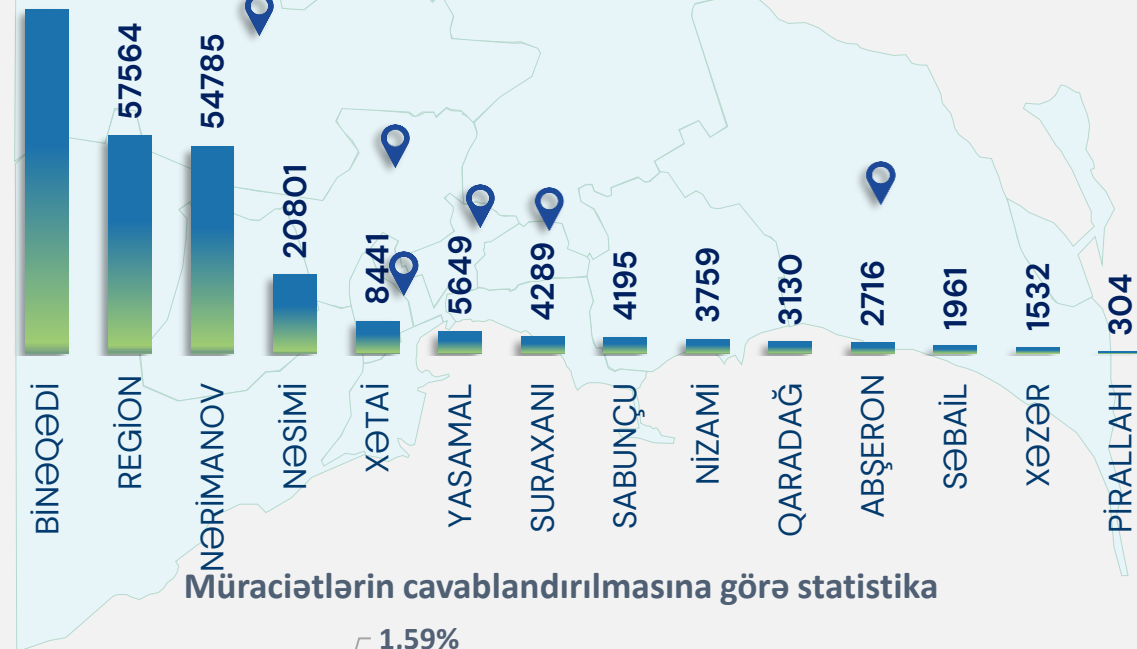 57564
54785
20801
8441
5649
4289
4195
3759
3130
2716
1961
1532
304
BİNƏQƏDİ
REGİON
NƏRİMANOV
NƏSİMİ
XƏTAİ
YASAMAL
SURAXANI
SABUNÇU
NİZAMİ
QARADAĞ
ABŞERON
SƏBAİL
XƏZƏR
PİRALLAHI
Müraciətlərin cavablandırılmasına görə statistika
1.59%